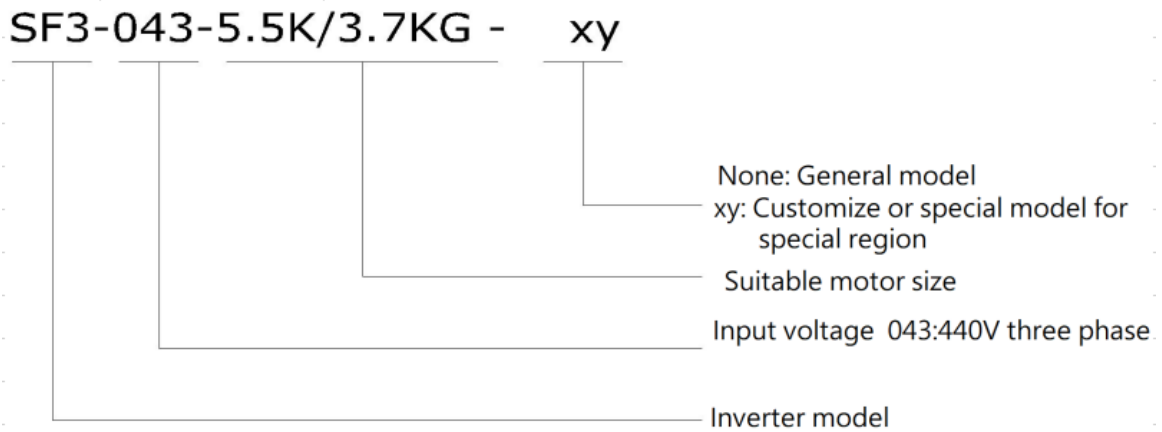 SF3-043-5.5K/3.7KG - xy
None: General model
xy: Customize or special model for
special region
Suitable motor size
Input voltage 043:440V three phase
Inverter model